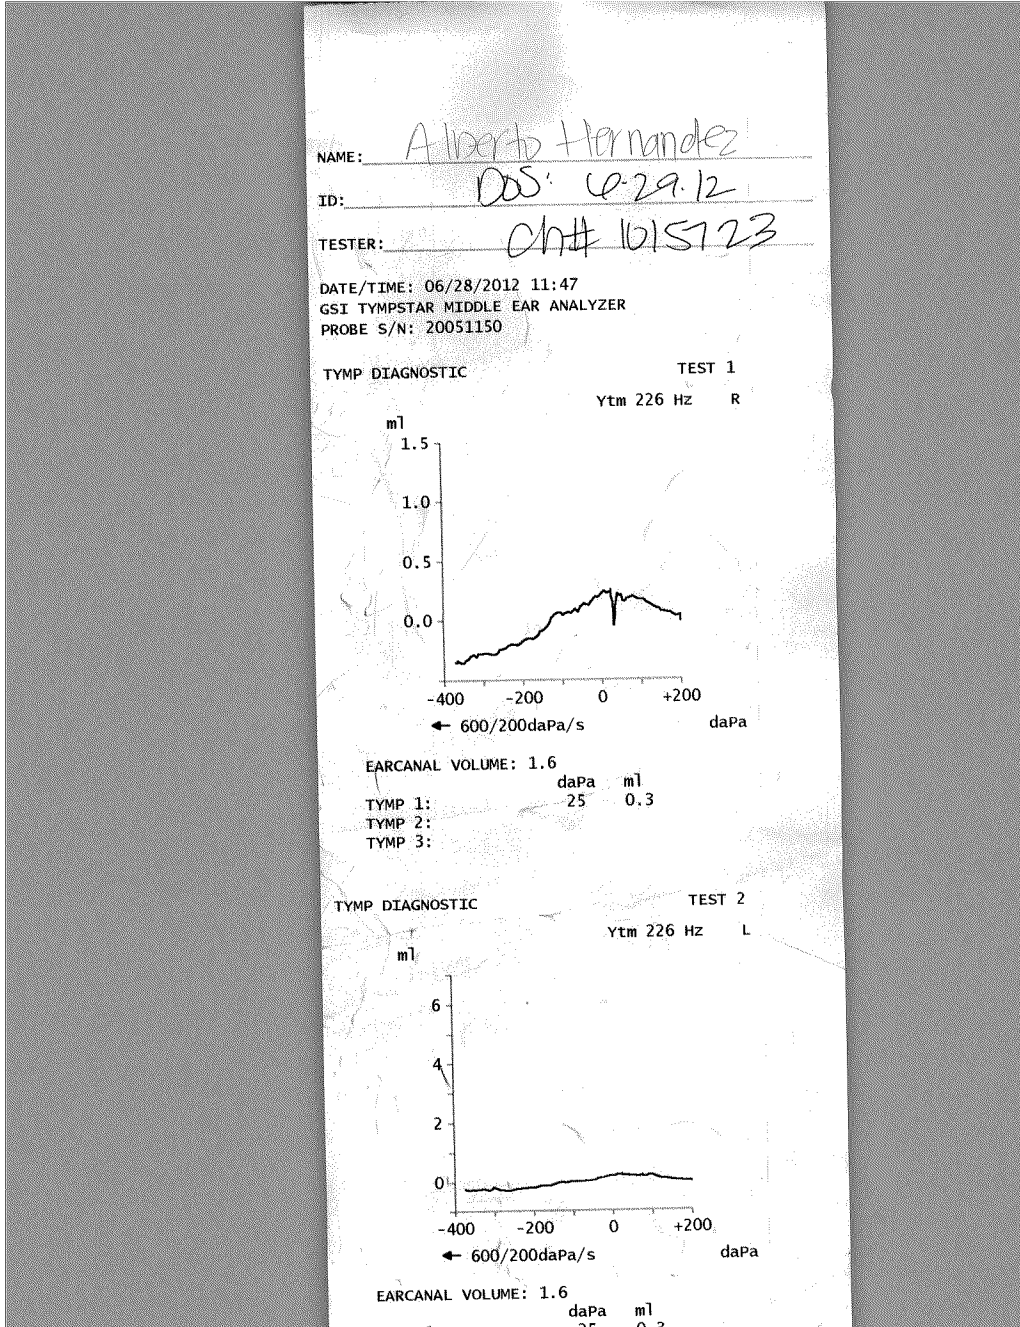 NAME: Alberto Hernandez
ID: DOS: 6.29.12
TESTER: Ch# 1015723
DATE/TIME: 06/28/2012 11:47
GSI TYMPSTAR MIDDLE EAR ANALYZER
PROBE S/N: 20051150
TYMP DIAGNOSTIC TEST 1
Ytm 226 Hz R
ml
1.5
1.0
0.5
0.0
-400 -200 0 +200
← 600/200daPa/s daPa
EARCANAL VOLUME: 1.6
daPa ml
TYMP 1: 25 0.3
TYMP 2:
TYMP 3:
TYMP DIAGNOSTIC TEST 2
Ytm 226 Hz L
ml
6
4
2
0
-400 -200 0 +200
← 600/200daPa/s daPa
EARCANAL VOLUME: 1.6
daPa ml